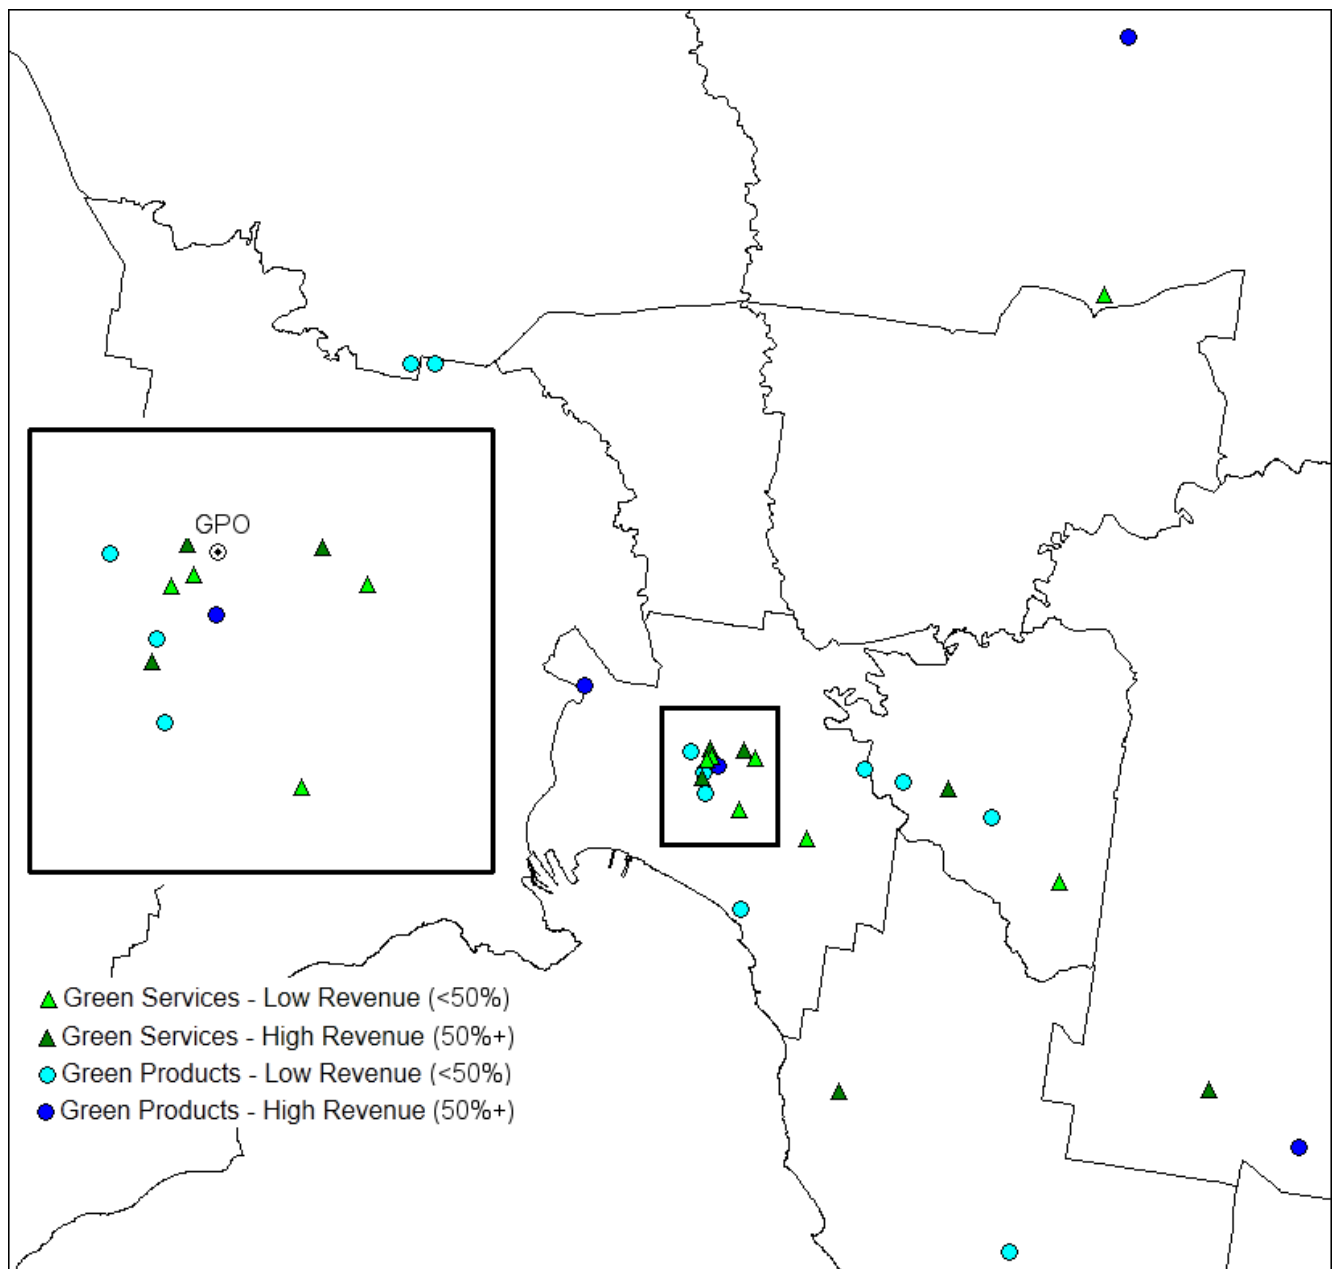 GPO
Green Services - Low Revenue (<50%)
Green Services - High Revenue (50%+)
Green Products - Low Revenue (<50%)
Green Products - High Revenue (50%+)